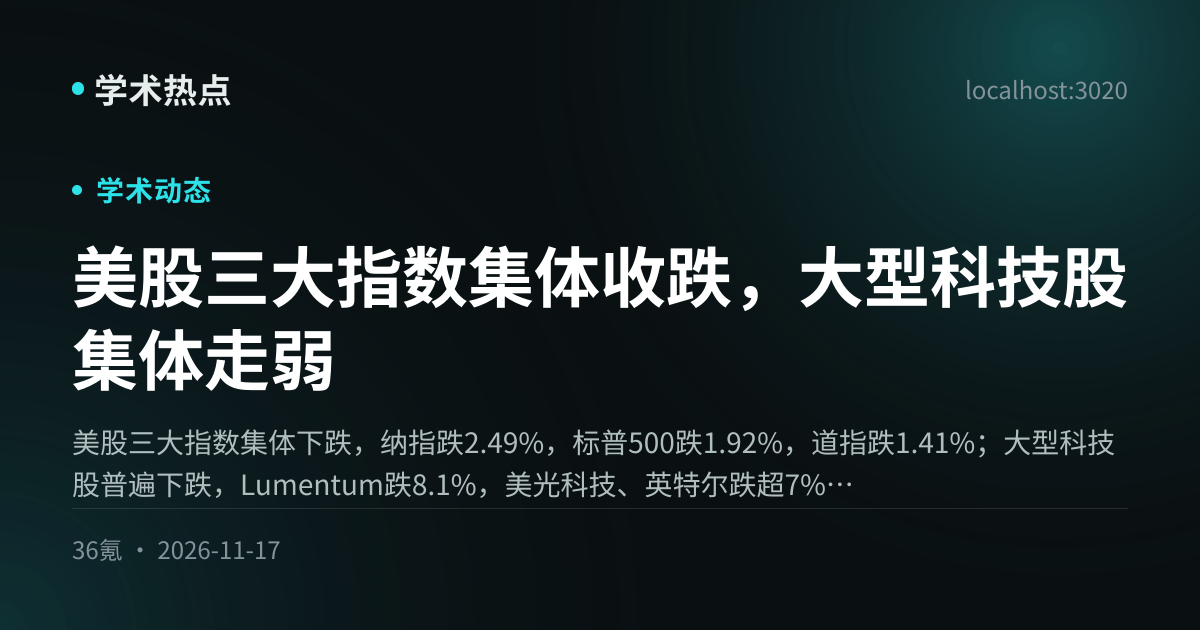 学术热点
localhost:3020
学术动态
美股三大指数集体收跌，大型科技股
集体走弱
美股三大指数集体下跌，纳指跌2.49%，标普500跌1.92%，道指跌1.41%；大型科技
股普遍下跌，Lumentum跌8.1%，美光科技、英特尔跌超7%…
36氪 · 2026-11-17